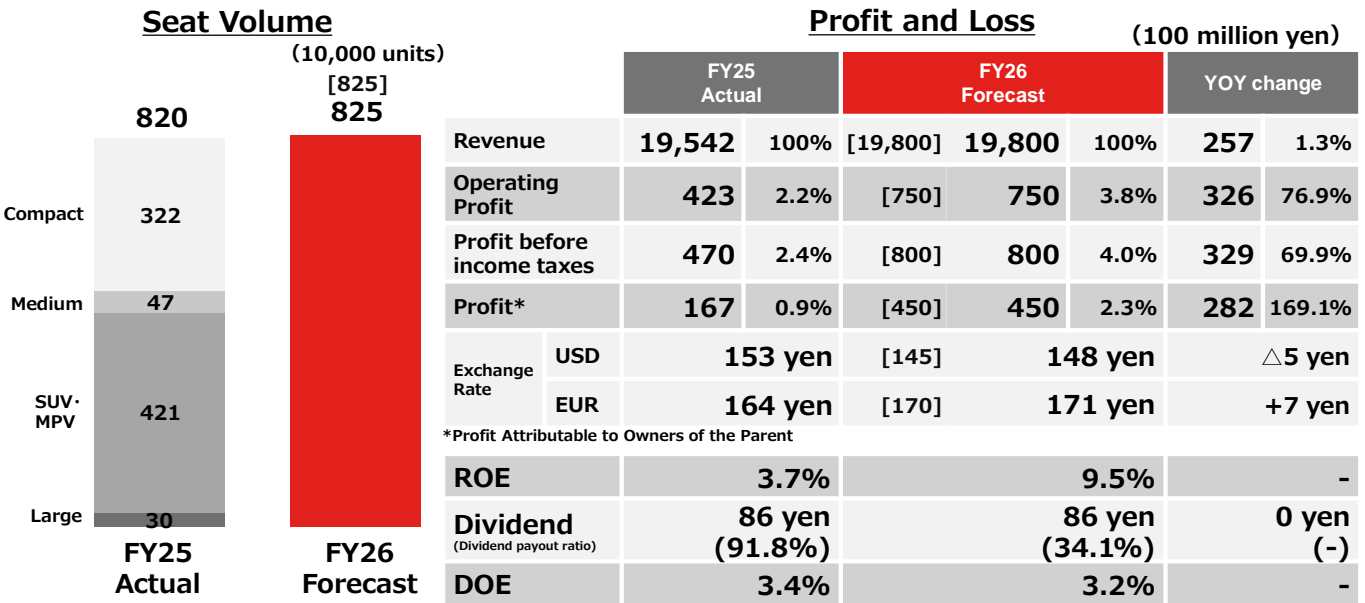 Seat Volume
(10,000 units)
[825]
820
825
Compact
322
Medium
47
SUV・
MPV
421
Large
30
FY25
Actual
FY26
Forecast
Profit and Loss
(100 million yen)
FY25
Actual
FY26
Forecast
YOY change
Revenue 19,542 100% [19,800] 19,800 100% 257 1.3%
Operating
Profit 423 2.2% [750] 750 3.8% 326 76.9%
Profit before
income taxes 470 2.4% [800] 800 4.0% 329 69.9%
Profit* 167 0.9% [450] 450 2.3% 282 169.1%
Exchange
Rate
USD 153 yen [145] 148 yen △5 yen
EUR 164 yen [170] 171 yen +7 yen
*Profit Attributable to Owners of the Parent
ROE 3.7% 9.5% -
Dividend 86 yen 86 yen 0 yen
(Dividend payout ratio) (91.8%) (34.1%) (-)
DOE 3.4% 3.2% -